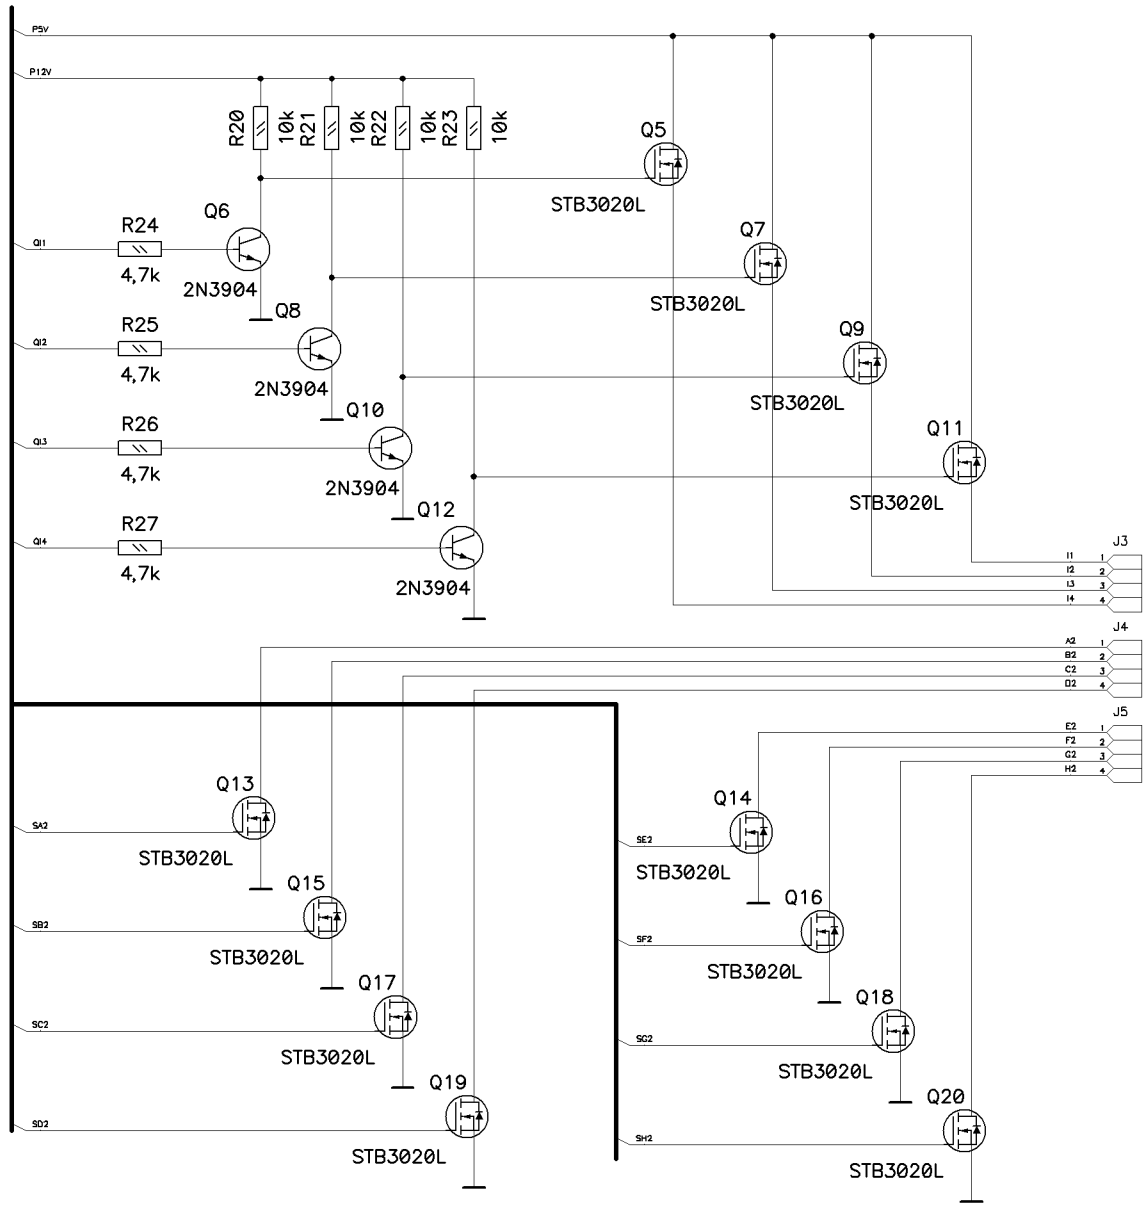 P5V
P12V
R20
10k
R21
10k
R22
10k
R23
10k
Q5
STB3020L
Q6
R24
QI1
4,7k
2N3904
Q7
STB3020L
Q8
R25
QI2
4,7k
2N3904
Q9
STB3020L
Q10
R26
QI3
4,7k
2N3904
Q11
STB3020L
Q12
R27
QI4
4,7k
2N3904
J3
I1 1
I2 2
I3 3
I4 4
J4
A2 1
B2 2
C2 3
D2 4
J5
E2 1
F2 2
G2 3
H2 4
Q13
SA2
STB3020L
Q14
SE2
STB3020L
Q15
SB2
STB3020L
Q16
SF2
STB3020L
Q17
SC2
STB3020L
Q18
SG2
STB3020L
Q19
SD2
STB3020L
Q20
SH2
STB3020L